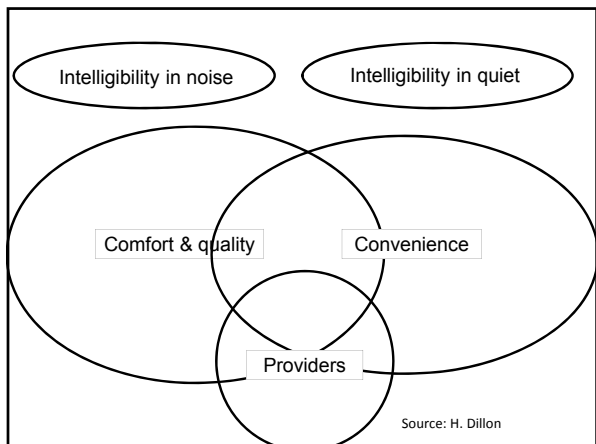 Intelligibility in noise
Intelligibility in quiet
Comfort & quality
Convenience
Providers
Source: H. Dillon